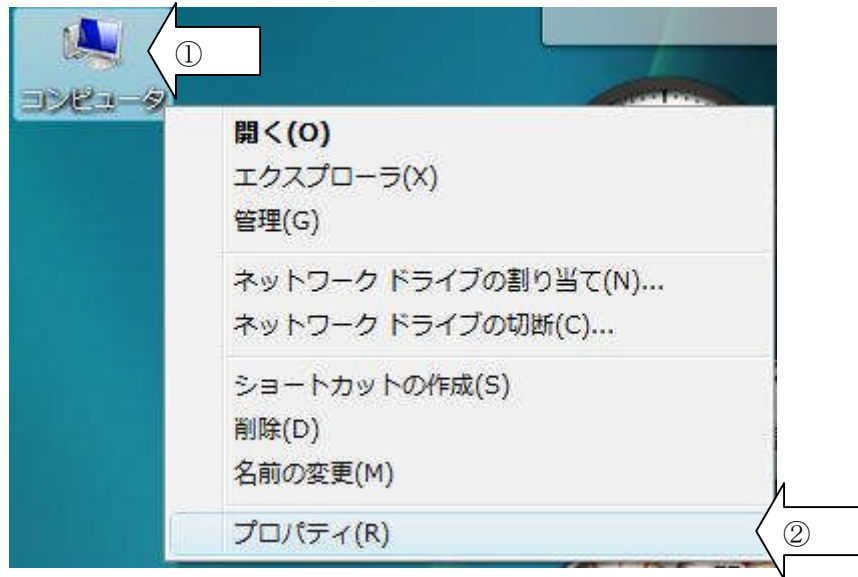 ①
コンピュータ
開く(O)
エクスプローラ(X)
管理(G)
ネットワーク ドライブの割り当て(N)...
ネットワーク ドライブの切断(C)...
ショートカットの作成(S)
削除(D)
名前の変更(M)
プロパティ(R)
②